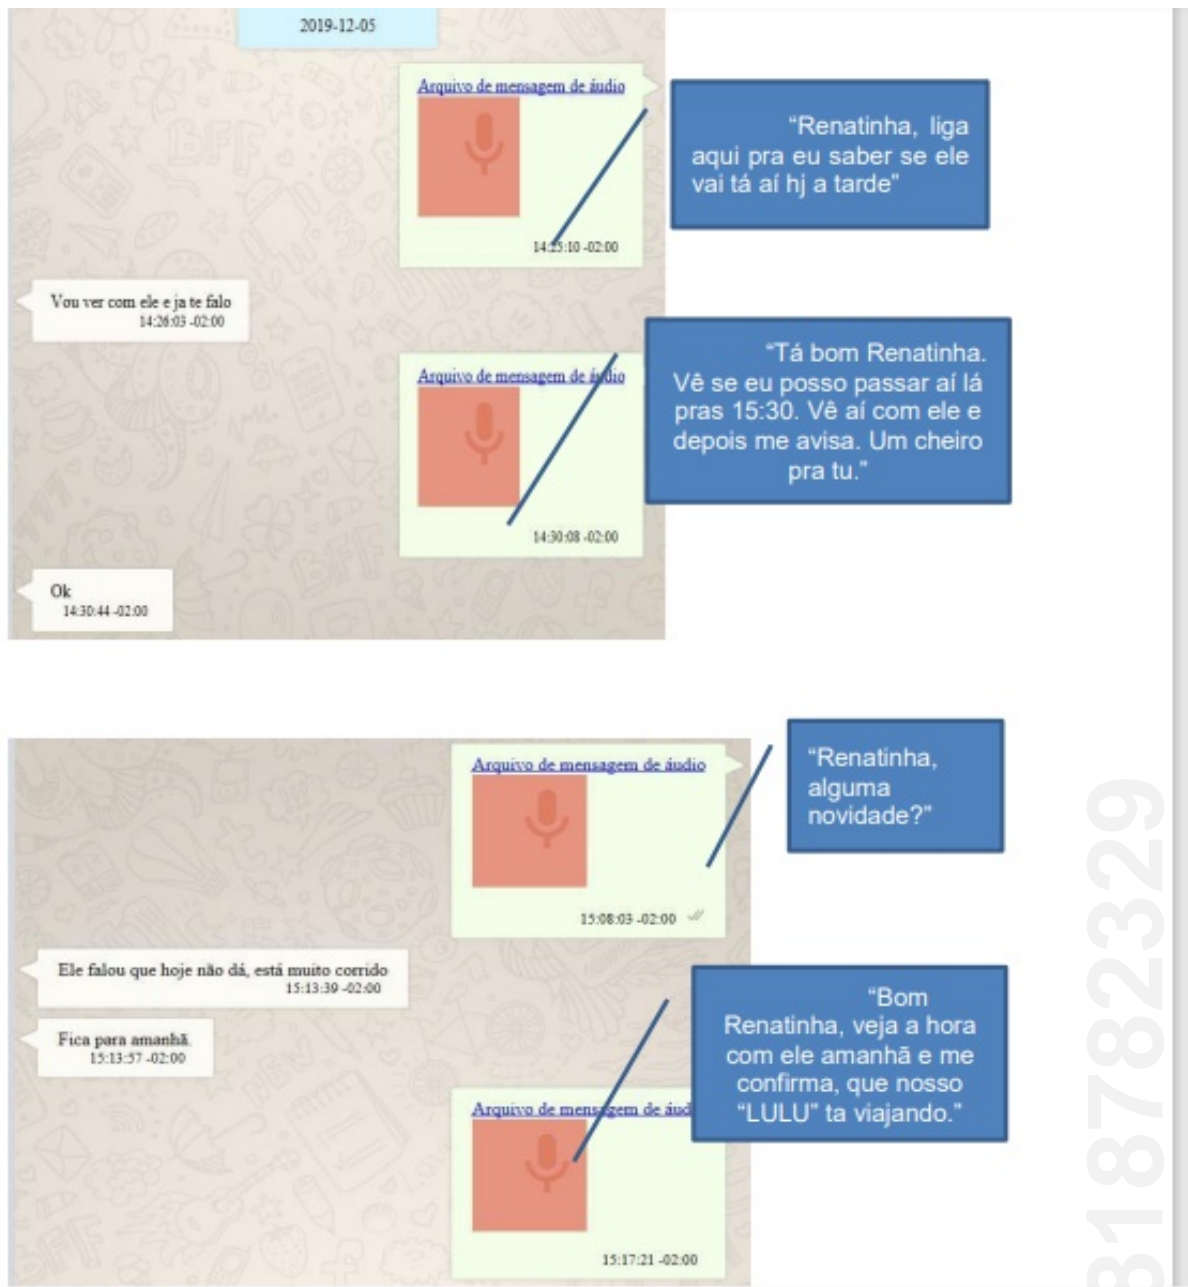 2019-12-05
Arquivo de mensagem de áudio
14:25:10 -02:00
“Renatinha, liga
aqui pra eu saber se ele
vai tá aí hj a tarde”
Vou ver com ele e ja te falo
14:26:03 -02:00
Arquivo de mensagem de áudio
14:30:08 -02:00
“Tá bom Renatinha.
Vê se eu posso passar aí lá
pras 15:30. Vê aí com ele e
depois me avisa. Um cheiro
pra tu.”
Ok
14:30:44 -02:00
Arquivo de mensagem de áudio
15:08:03 -02:00
“Renatinha,
alguma
novidade?”
Ele falou que hoje não dá, está muito corrido
15:13:39 -02:00
Fica para amanhã.
15:13:57 -02:00
Arquivo de mensagem de áud
15:17:21 -02:00
“Bom
Renatinha, veja a hora
com ele amanhã e me
confirma, que nosso
“LULU” ta viajando.”
318782329